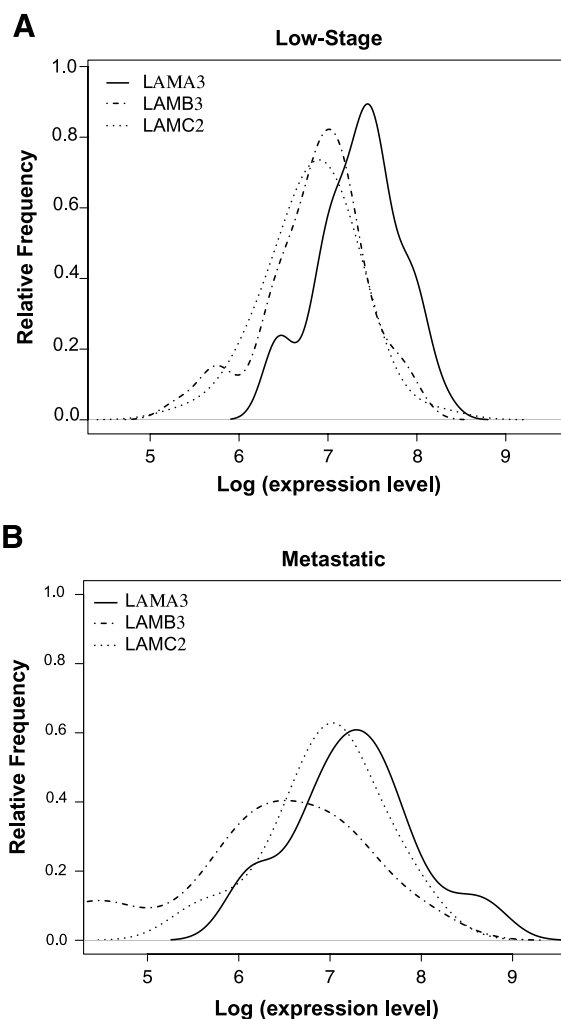 A
Low-Stage
1.0
0.8
0.6
0.4
0.2
0.0
LAMA3
LAMB3
LAMC2
Relative Frequency
5 6 7 8 9
Log (expression level)
B
Metastatic
1.0
0.8
0.6
0.4
0.2
0.0
LAMA3
LAMB3
LAMC2
Relative Frequency
5 6 7 8 9
Log (expression level)